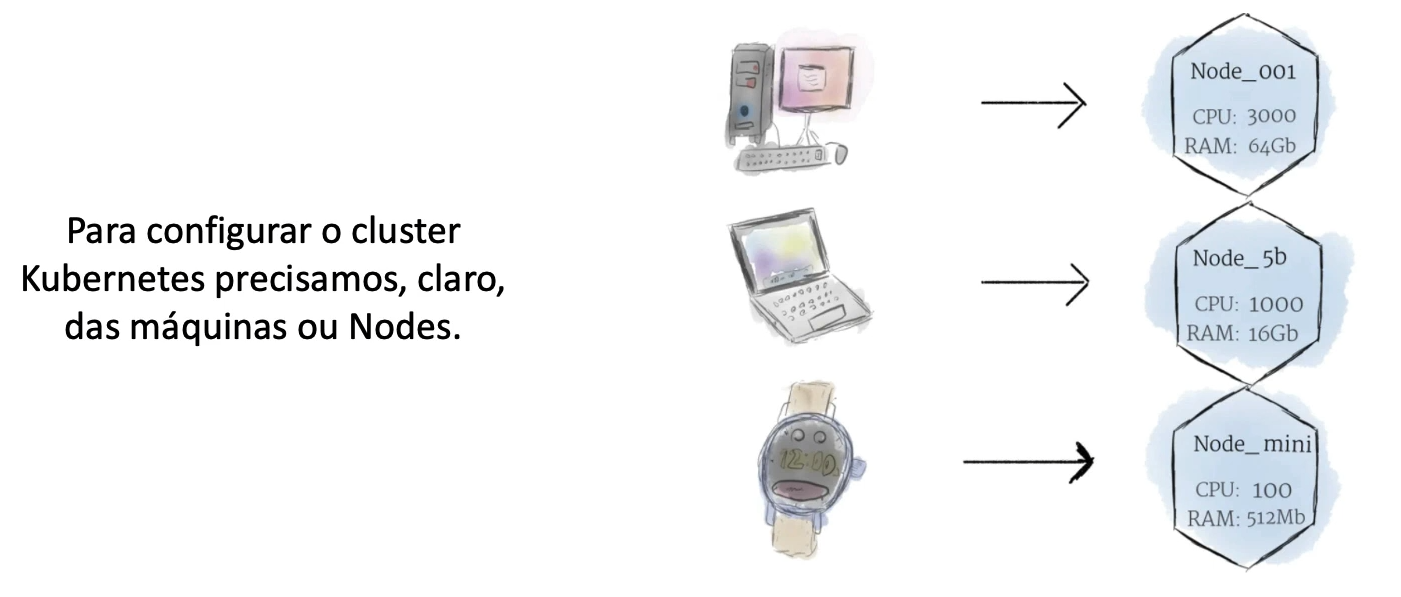 Para configurar o cluster
Kubernetes precisamos, claro,
das máquinas ou Nodes.
Node_001
CPU: 3000
RAM: 64Gb
Node_5b
CPU: 1000
RAM: 16Gb
12:00
Node_mini
CPU: 100
RAM: 512Mb